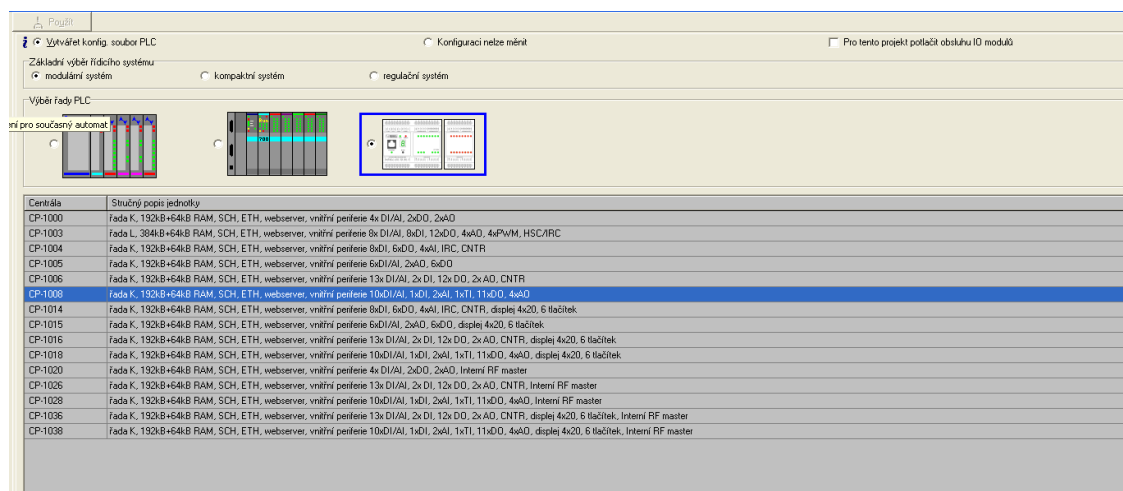 Použít
Vytvářet konfig. soubor PLC Konfiguraci nelze měnit Pro tento projekt potlačit obsluhu IO modulů
Základní výběr řídicího systému
modulární systém kompaktní systém regulační systém
Výběr řady PLC
ení pro současný automat
Centrála Stručný popis jednotky
CP-1000 řada K, 192kB+64kB RAM, SCH, ETH, webserver, vnitřní periferie 4x DI/AI, 2xDO, 2xAO
CP-1003 řada L, 384kB+64kB RAM, SCH, ETH, webserver, vnitřní periferie 8x DI/AI, 8xDI, 12xDO, 4xAO, 4xPWM, HSC/IRC
CP-1004 řada K, 192kB+64kB RAM, SCH, ETH, webserver, vnitřní periferie 8xDI, 6xDO, 4xAI, IRC, CNTR
CP-1005 řada K, 192kB+64kB RAM, SCH, ETH, webserver, vnitřní periferie 6xDI/AI, 2xAO, 6xDO
CP-1006 řada K, 192kB+64kB RAM, SCH, ETH, webserver, vnitřní periferie 13x DI/AI, 2x DI, 12x DO, 2x AO, CNTR
CP-1008 řada K, 192kB+64kB RAM, SCH, ETH, webserver, vnitřní periferie 10xDI/AI, 1xDI, 2xAI, 1xTI, 11xDO, 4xAO
CP-1014 řada K, 192kB+64kB RAM, SCH, ETH, webserver, vnitřní periferie 8xDI, 6xDO, 4xAI, IRC, CNTR, displej 4x20, 6 tlačítek
CP-1015 řada K, 192kB+64kB RAM, SCH, ETH, webserver, vnitřní periferie 6xDI/AI, 2xAO, 6xDO, displej 4x20, 6 tlačítek
CP-1016 řada K, 192kB+64kB RAM, SCH, ETH, webserver, vnitřní periferie 13x DI/AI, 2x DI, 12x DO, 2x AO, CNTR, displej 4x20, 6 tlačítek
CP-1018 řada K, 192kB+64kB RAM, SCH, ETH, webserver, vnitřní periferie 10xDI/AI, 1xDI, 2xAI, 1xTI, 11xDO, 4xAO, displej 4x20, 6 tlačítek
CP-1020 řada K, 192kB+64kB RAM, SCH, ETH, webserver, vnitřní periferie 4x DI/AI, 2xDO, 2xAO, Interní RF master
CP-1026 řada K, 192kB+64kB RAM, SCH, ETH, webserver, vnitřní periferie 13x DI/AI, 2x DI, 12x DO, 2x AO, CNTR, Interní RF master
CP-1028 řada K, 192kB+64kB RAM, SCH, ETH, webserver, vnitřní periferie 10xDI/AI, 1xDI, 2xAI, 1xTI, 11xDO, 4xAO, Interní RF master
CP-1036 řada K, 192kB+64kB RAM, SCH, ETH, webserver, vnitřní periferie 13x DI/AI, 2x DI, 12x DO, 2x AO, CNTR, displej 4x20, 6 tlačítek, Interní RF master
CP-1038 řada K, 192kB+64kB RAM, SCH, ETH, webserver, vnitřní periferie 10xDI/AI, 1xDI, 2xAI, 1xTI, 11xDO, 4xAO, displej 4x20, 6 tlačítek, Interní RF master